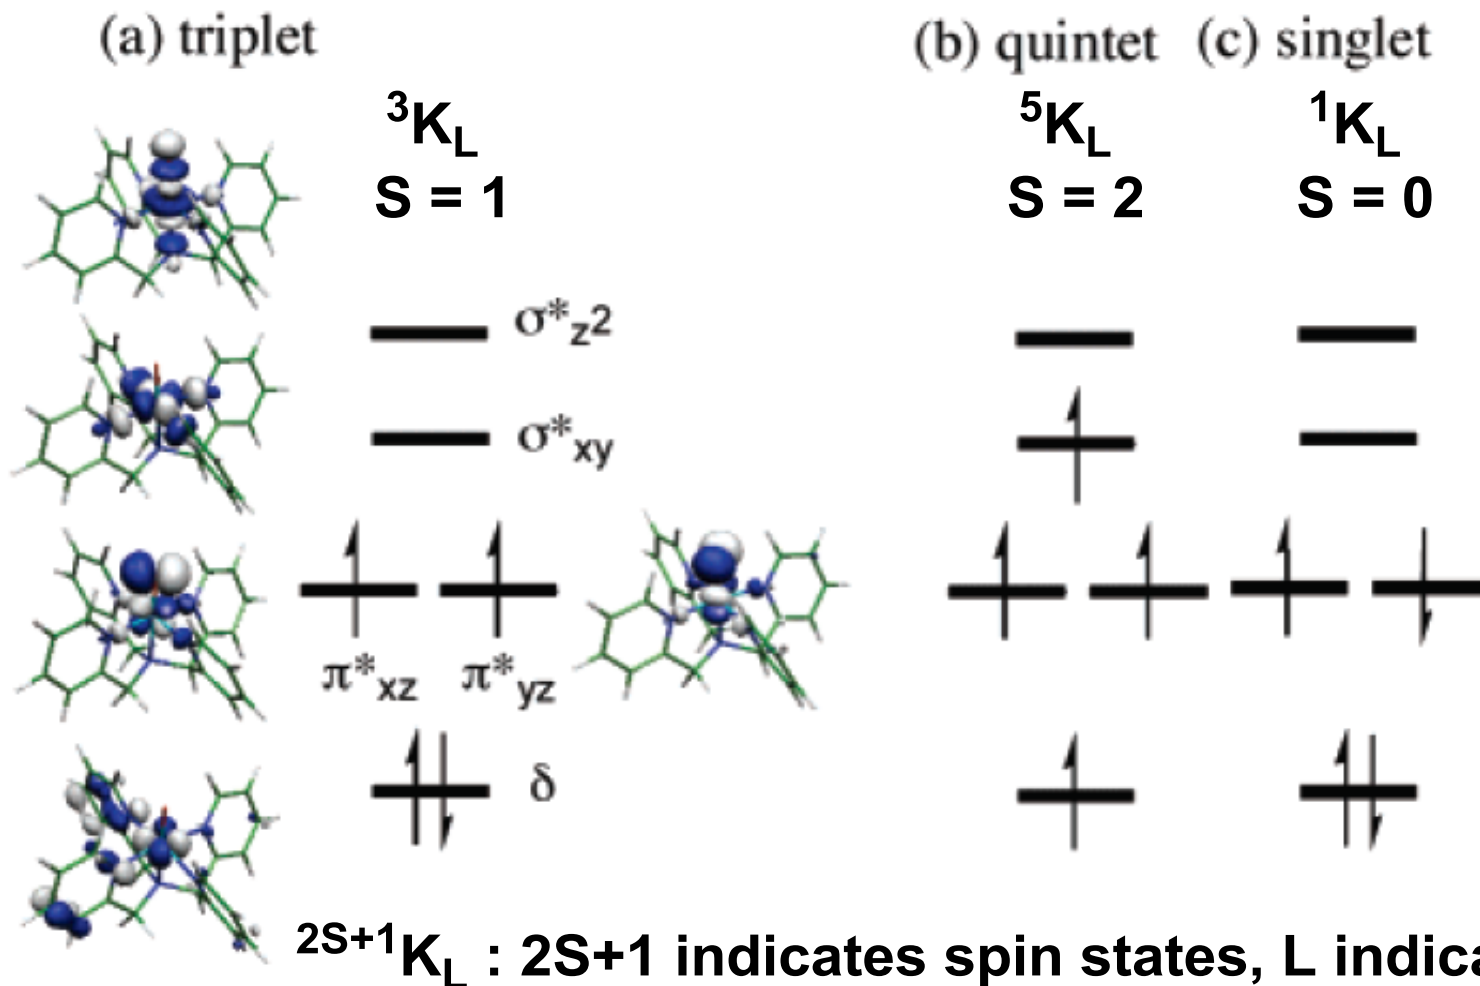 (a) triplet
(b) quintet
(c) singlet
³K_L
S = 1
⁵K_L
S = 2
¹K_L
S = 0
σ*z2
σ*xy
π*xz
π*yz
δ
2S+1K_L : 2S+1 indicates spin states, L